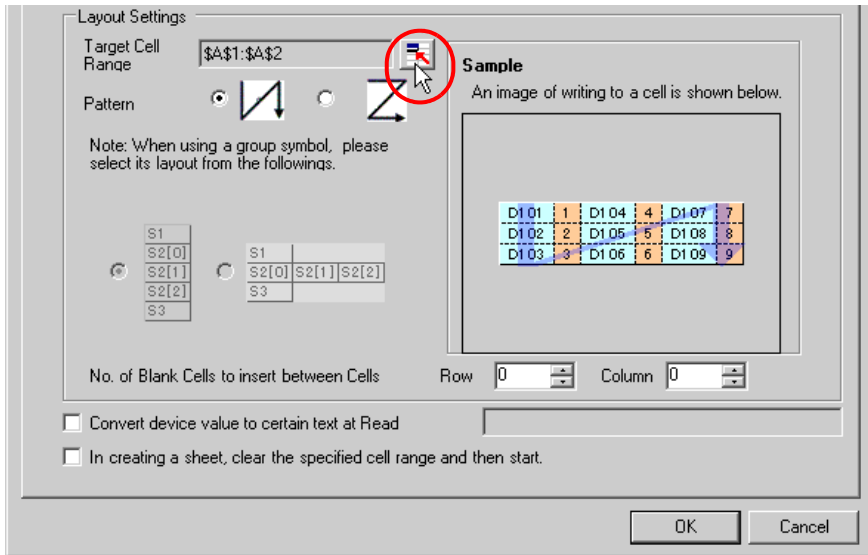 Layout Settings
Target Cell
Range
$A$1:$A$2
Pattern
Note: When using a group symbol, please
select its layout from the followings.
S1
S2[0]
S2[1]
S2[2]
S3
S1
S2[0] S2[1] S2[2]
S3
Sample
An image of writing to a cell is shown below.
D101 1 D104 4 D107 7
D102 2 D105 5 D108 8
D103 3 D106 6 D109 9
No. of Blank Cells to insert between Cells Row 0 Column 0
Convert device value to certain text at Read
In creating a sheet, clear the specified cell range and then start.
OK Cancel